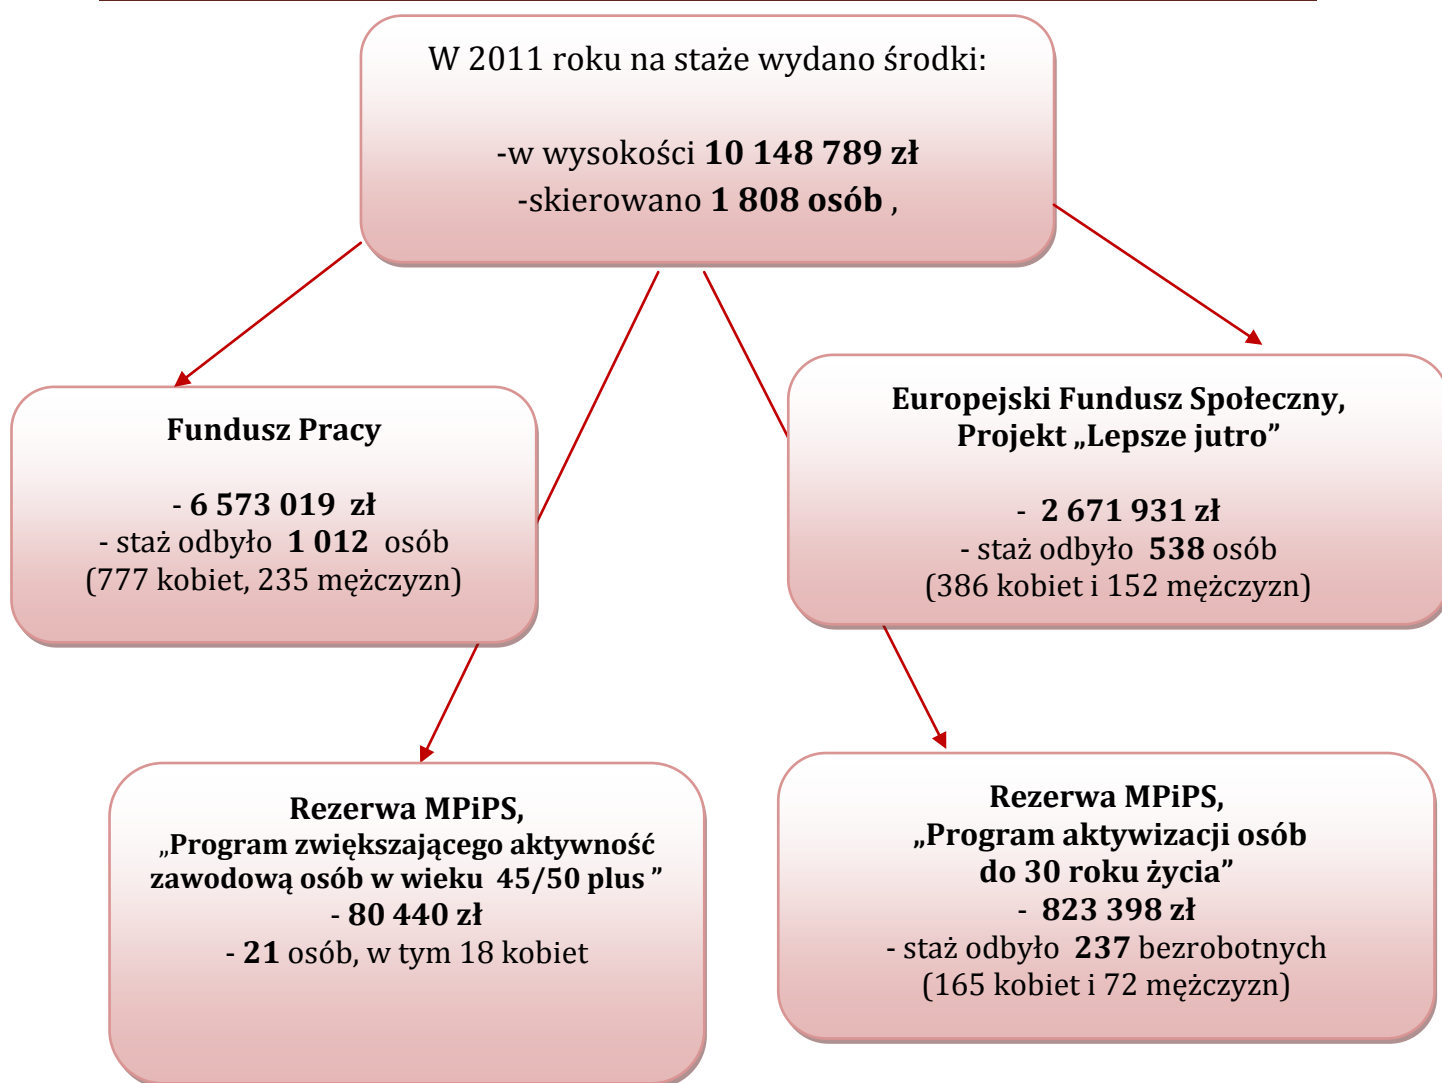 W 2011 roku na staże wydano środki:
-w wysokości 10 148 789 zł
-skierowano 1 808 osób ,
Fundusz Pracy
- 6 573 019 zł
- staż odbyło 1 012 osób
(777 kobiet, 235 mężczyzn)
Europejski Fundusz Społeczny,
Projekt „Lepsze jutro”
- 2 671 931 zł
- staż odbyło 538 osób
(386 kobiet i 152 mężczyzn)
Rezerwa MPiPS,
„Program zwiększającego aktywność
zawodową osób w wieku 45/50 plus ”
- 80 440 zł
- 21 osób, w tym 18 kobiet
Rezerwa MPiPS,
„Program aktywizacji osób
do 30 roku życia”
- 823 398 zł
- staż odbyło 237 bezrobotnych
(165 kobiet i 72 mężczyzn)